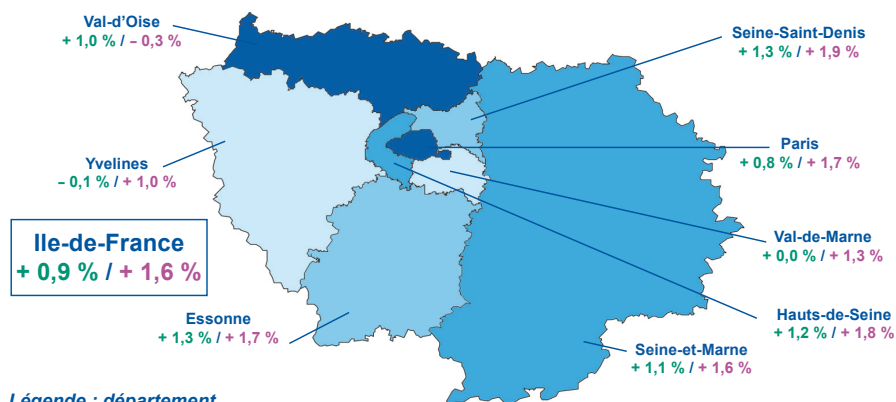 Val-d’Oise
+ 1,0 % / – 0,3 %
Seine-Saint-Denis
+ 1,3 % / + 1,9 %
Yvelines
– 0,1 % / + 1,0 %
Paris
+ 0,8 % / + 1,7 %
Ile-de-France
+ 0,9 % / + 1,6 %
Val-de-Marne
+ 0,0 % / + 1,3 %
Essonne
+ 1,3 % / + 1,7 %
Hauts-de-Seine
+ 1,2 % / + 1,8 %
Seine-et-Marne
+ 1,1 % / + 1,6 %
Légende : département